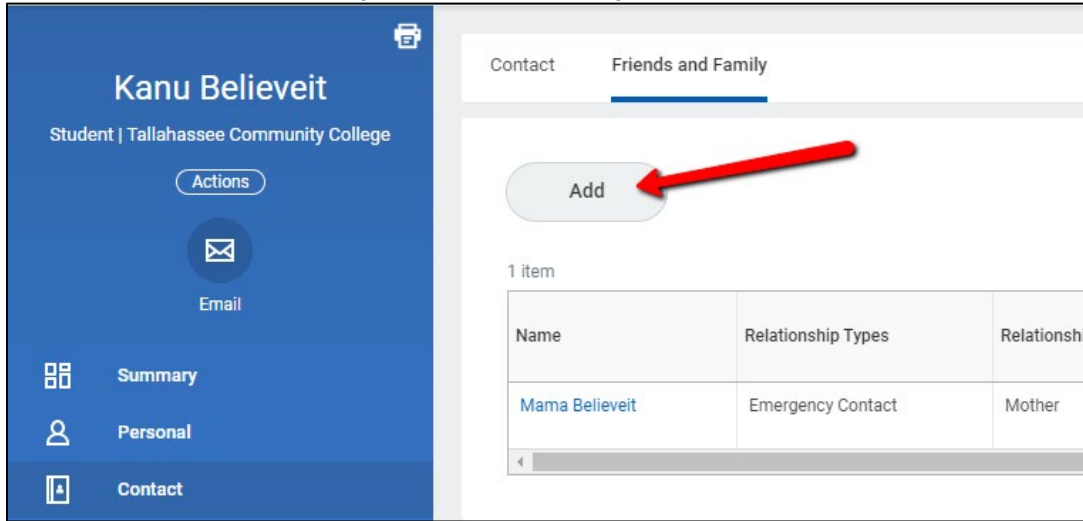 Kanu Believeit
Student | Tallahassee Community College
Actions
Email
Summary
Personal
Contact
Contact Friends and Family
Add
1 item
Name Relationship Types Relationshi
Mama Believeit Emergency Contact Mother